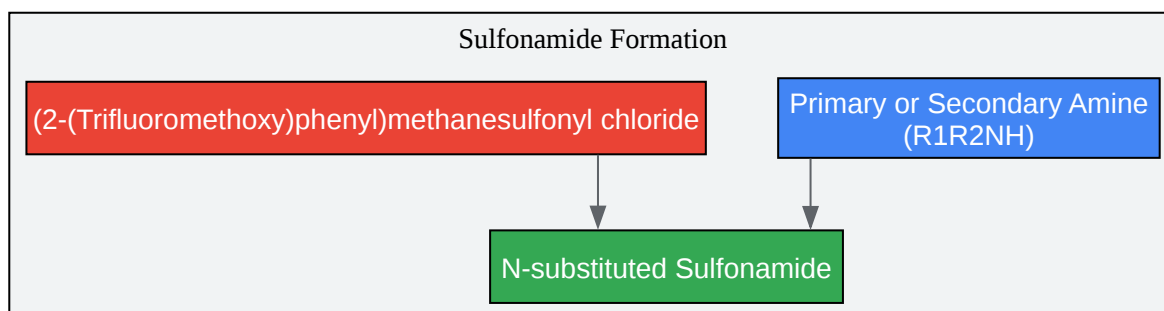 Sulfonamide Formation
(2-(Trifluoromethoxy)phenyl)methanesulfonyl chloride
Primary or Secondary Amine
(R1R2NH)
N-substituted Sulfonamide